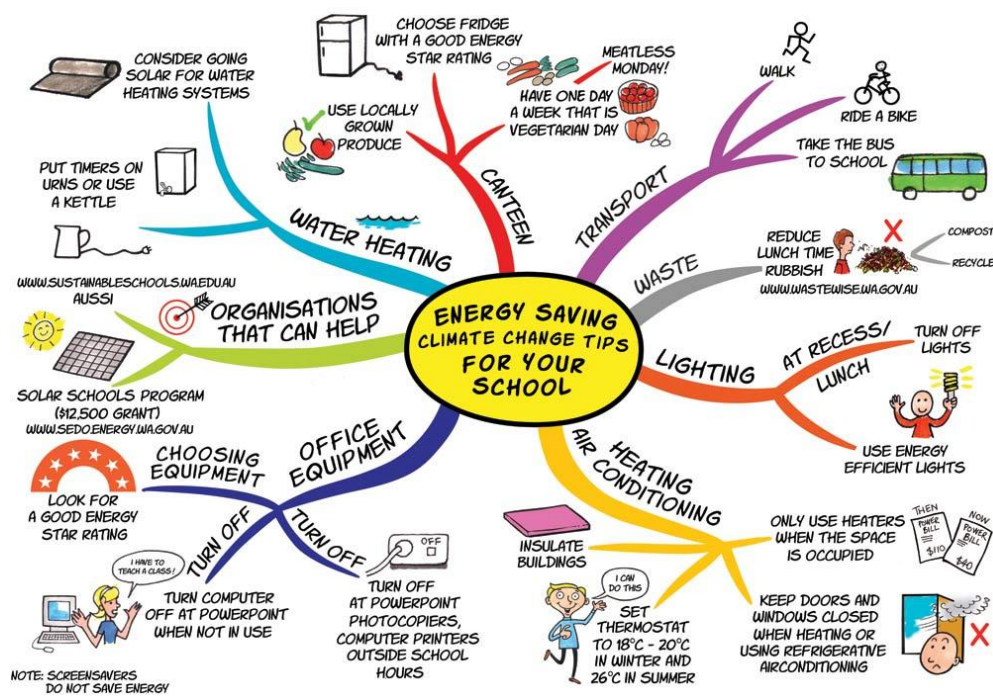 ENERGY SAVING
CLIMATE CHANGE TIPS
FOR YOUR
SCHOOL
WATER HEATING
CONSIDER GOING
SOLAR FOR WATER
HEATING SYSTEMS
PUT TIMERS ON
URNS OR USE
A KETTLE
CANTEEN
CHOOSE FRIDGE
WITH A GOOD ENERGY
STAR RATING
USE LOCALLY
GROWN
PRODUCE
MEATLESS
MONDAY!
HAVE ONE DAY
A WEEK THAT IS
VEGETARIAN DAY
TRANSPORT
WALK
RIDE A BIKE
TAKE THE BUS
TO SCHOOL
WASTE
REDUCE
LUNCH TIME
RUBBISH
WWW.WASTEWISE.WA.GOV.AU
COMPOST
RECYCLE
LIGHTING
AT RECESS/
LUNCH
TURN OFF
LIGHTS
USE ENERGY
EFFICIENT LIGHTS
HEATING
AIR CONDITIONING
ONLY USE HEATERS
WHEN THE SPACE
IS OCCUPIED
THEN
POWER
BILL
$110
NOW
POWER
BILL
$40
KEEP DOORS AND
WINDOWS CLOSED
WHEN HEATING OR
USING REFRIGERATIVE
AIRCONDITIONING
INSULATE
BUILDINGS
I CAN
DO THIS
SET
THERMOSTAT
TO 18°C - 20°C
IN WINTER AND
26°C IN SUMMER
OFFICE
EQUIPMENT
CHOOSING
EQUIPMENT
LOOK FOR
A GOOD ENERGY
STAR RATING
TURN OFF
I HAVE TO
TEACH A CLASS!
TURN COMPUTER
OFF AT POWERPOINT
WHEN NOT IN USE
NOTE: SCREENSAVERS
DO NOT SAVE ENERGY
TURN OFF
OFF
TURN OFF
AT POWERPOINT
PHOTOCOPIERS,
COMPUTER PRINTERS
OUTSIDE SCHOOL
HOURS
ORGANISATIONS
THAT CAN HELP
WWW.SUSTAINABLESCHOOLS.WA.EDU.AU
AUSSI
SOLAR SCHOOLS PROGRAM
($12,500 GRANT)
WWW.SEDO.ENERGY.WA.GOV.AU